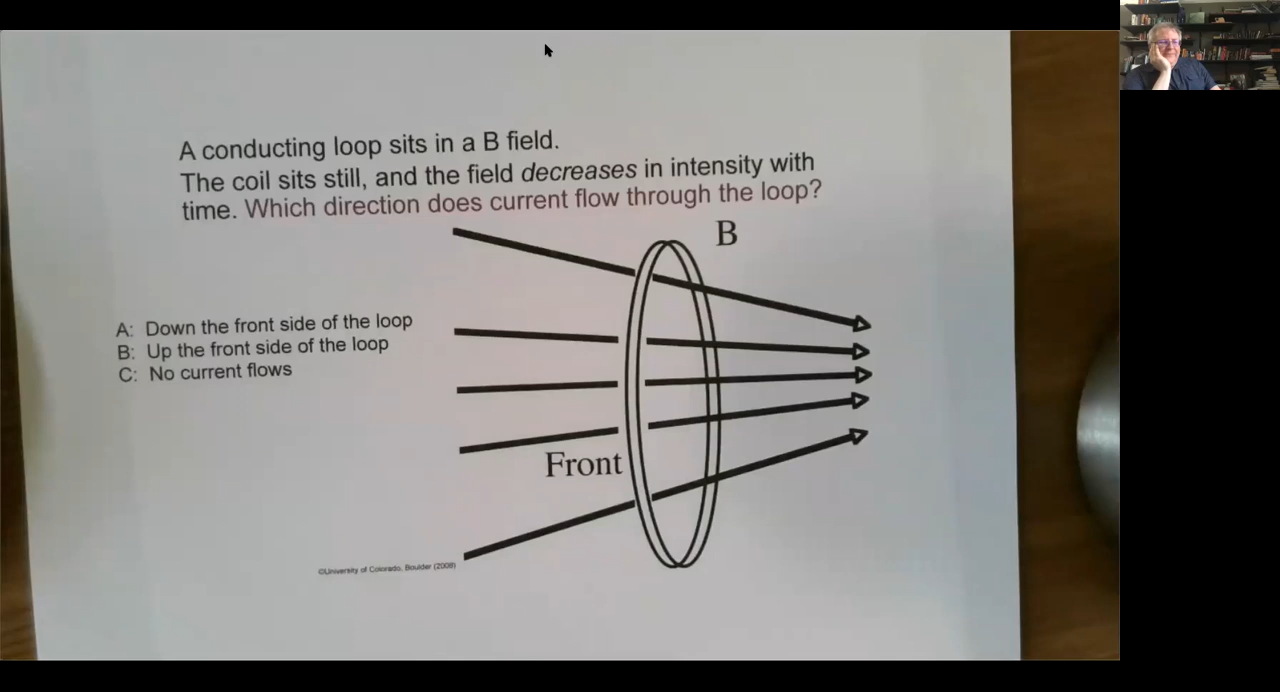 A conducting loop sits in a B field.
The coil sits still, and the field decreases in intensity with
time. Which direction does current flow through the loop?
B
A: Down the front side of the loop
B: Up the front side of the loop
C: No current flows
Front
©University of Colorado, Boulder (2008)